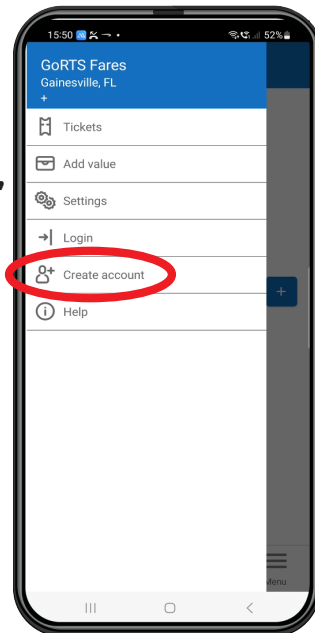 15:50 52%
GoRTS Fares
Gainesville, FL
+
Tickets
Add value
Settings
Login
Create account
+
Help
Menu